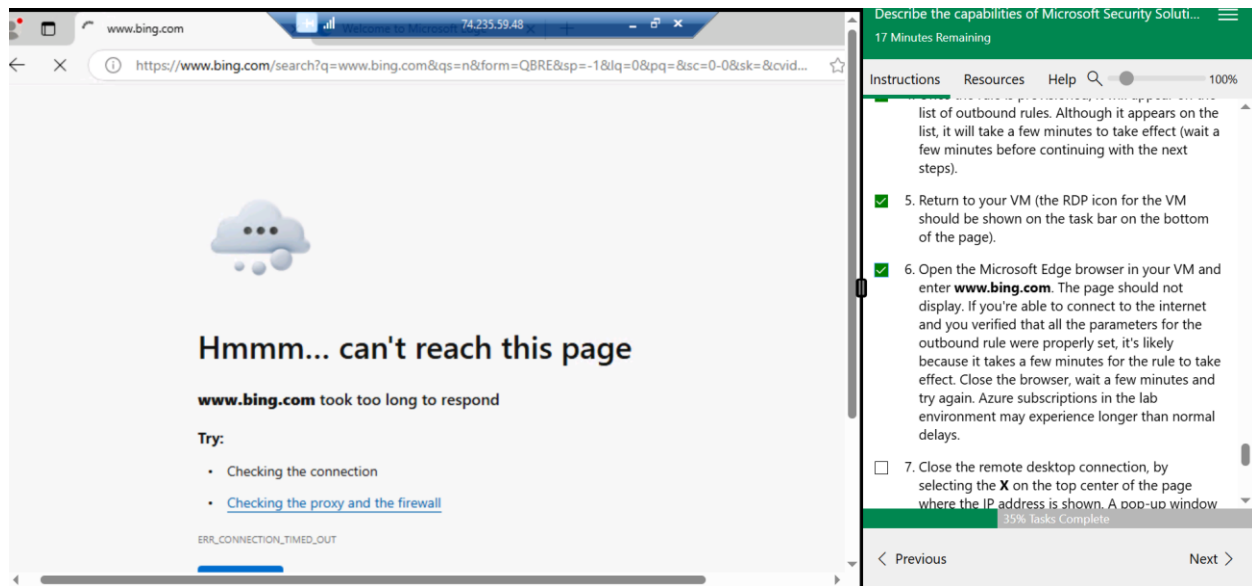 www.bing.com
Welcome to Microsoft Edge
74.235.59.48
https://www.bing.com/search?q=www.bing.com&qs=n&form=QBRE&sp=-1&lq=0&pq=&sc=0-0&sk=&cvid...
Hmmm... can't reach this page
www.bing.com took too long to respond
Try:
• Checking the connection
• Checking the proxy and the firewall
ERR_CONNECTION_TIMED_OUT
Describe the capabilities of Microsoft Security Soluti...
17 Minutes Remaining
Instructions Resources Help 100%
list of outbound rules. Although it appears on the
list, it will take a few minutes to take effect (wait a
few minutes before continuing with the next
steps).
5. Return to your VM (the RDP icon for the VM
should be shown on the task bar on the bottom
of the page).
6. Open the Microsoft Edge browser in your VM and
enter www.bing.com. The page should not
display. If you're able to connect to the internet
and you verified that all the parameters for the
outbound rule were properly set, it's likely
because it takes a few minutes for the rule to take
effect. Close the browser, wait a few minutes and
try again. Azure subscriptions in the lab
environment may experience longer than normal
delays.
7. Close the remote desktop connection, by
selecting the X on the top center of the page
where the IP address is shown. A pop-up window
35% Tasks Complete
< Previous
Next >